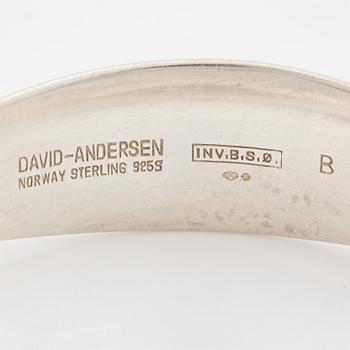 DAVID-ANDERSEN
NORWAY STERLING 925S
INV.B.S.Ø.
B